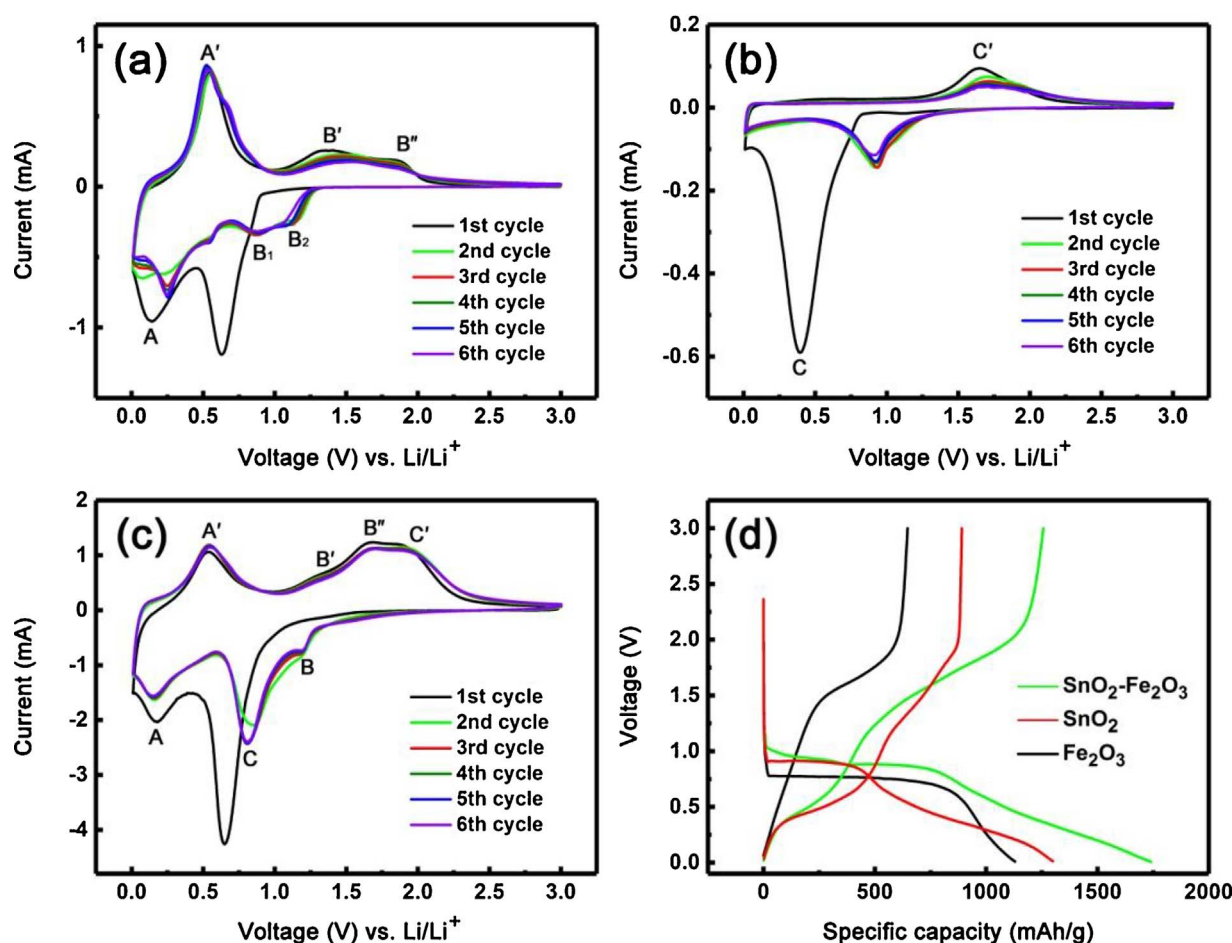 (a)
A′
B′
B″
A
B₁
B₂
1st cycle
2nd cycle
3rd cycle
4th cycle
5th cycle
6th cycle
Current (mA)
1
0
-1
0.0 0.5 1.0 1.5 2.0 2.5 3.0
Voltage (V) vs. Li/Li⁺
(b)
C′
C
1st cycle
2nd cycle
3rd cycle
4th cycle
5th cycle
6th cycle
Current (mA)
0.2
0.0
-0.2
-0.4
-0.6
0.0 0.5 1.0 1.5 2.0 2.5 3.0
Voltage (V) vs. Li/Li⁺
(c)
A′
B′
B″
C′
A
C
B
1st cycle
2nd cycle
3rd cycle
4th cycle
5th cycle
6th cycle
Current (mA)
2
1
0
-1
-2
-3
-4
0.0 0.5 1.0 1.5 2.0 2.5 3.0
Voltage (V) vs. Li/Li⁺
(d)
SnO₂-Fe₂O₃
SnO₂
Fe₂O₃
Voltage (V)
3.0
2.5
2.0
1.5
1.0
0.5
0.0
0 500 1000 1500 2000
Specific capacity (mAh/g)